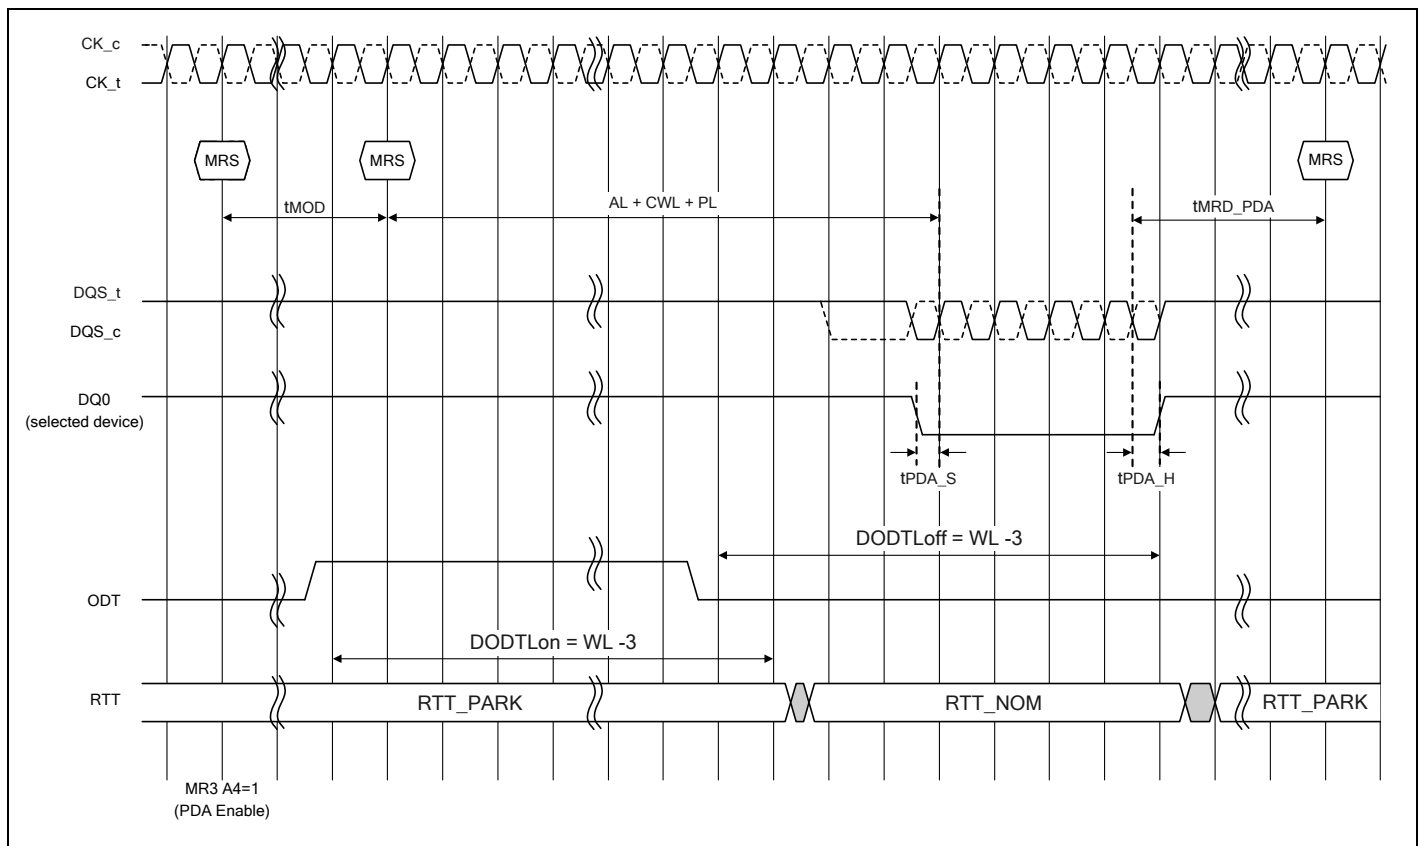 CK_c
CK_t
MRS
MRS
MRS
tMOD
AL + CWL + PL
tMRD_PDA
DQS_t
DQS_c
DQ0
(selected device)
tPDA_S
tPDA_H
DODTLoff = WL -3
ODT
DODTLon = WL -3
RTT
RTT_PARK
RTT_NOM
RTT_PARK
MR3 A4=1
(PDA Enable)